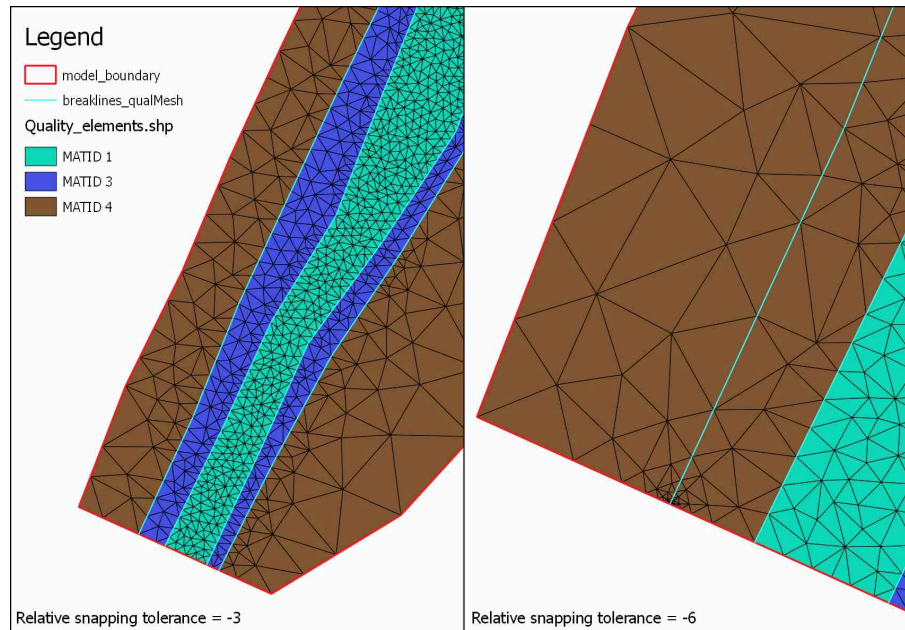 Legend
model_boundary
breaklines_qualMesh
Quality_elements.shp
MATID 1
MATID 3
MATID 4
Relative snapping tolerance = -3
Relative snapping tolerance = -6